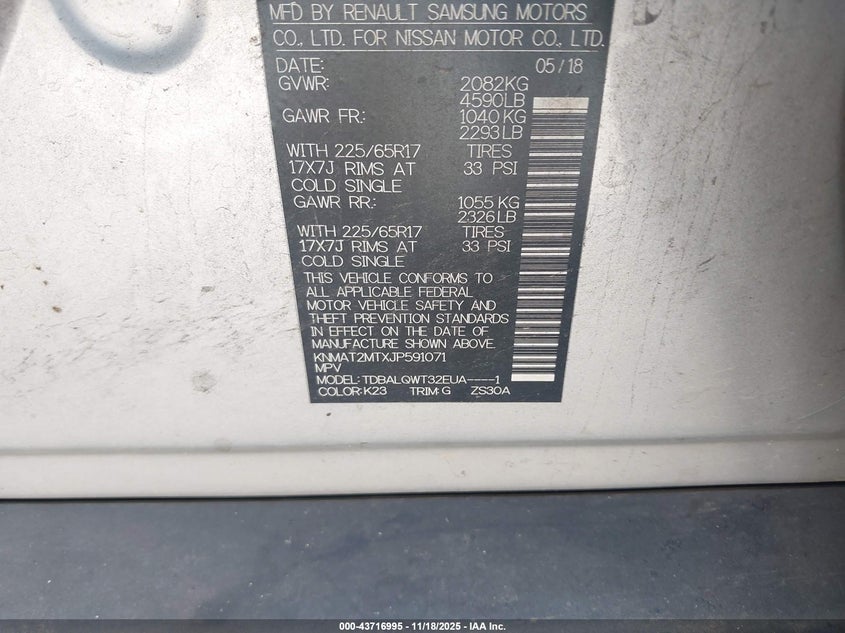 MFD BY RENAULT SAMSUNG MOTORS
CO., LTD. FOR NISSAN MOTOR CO., LTD.
DATE: 05/18
GVWR: 2082KG
4590LB
GAWR FR.: 1040KG
2293LB
WITH 225/65R17 TIRES
17X7J RIMS AT 33 PSI
COLD SINGLE
GAWR RR.: 1055KG
2326LB
WITH 225/65R17 TIRES
17X7J RIMS AT 33 PSI
COLD SINGLE
THIS VEHICLE CONFORMS TO
ALL APPLICABLE FEDERAL
MOTOR VEHICLE SAFETY AND
THEFT PREVENTION STANDARDS
IN EFFECT ON THE DATE OF
MANUFACTURE SHOWN ABOVE.
KNMAT2MTXJP591071
MPV
MODEL: TDBALQWT32EUA----1
COLOR: K23 TRIM: G ZS30A
000-43716995 - 11/18/2025 - IAA Inc.